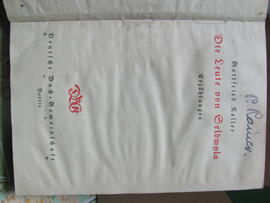 Gottfried Keller
Die Leute von Seldwyla
Erzählungen
DBG
Deutsche Buch-Gemeinschaft
Berlin